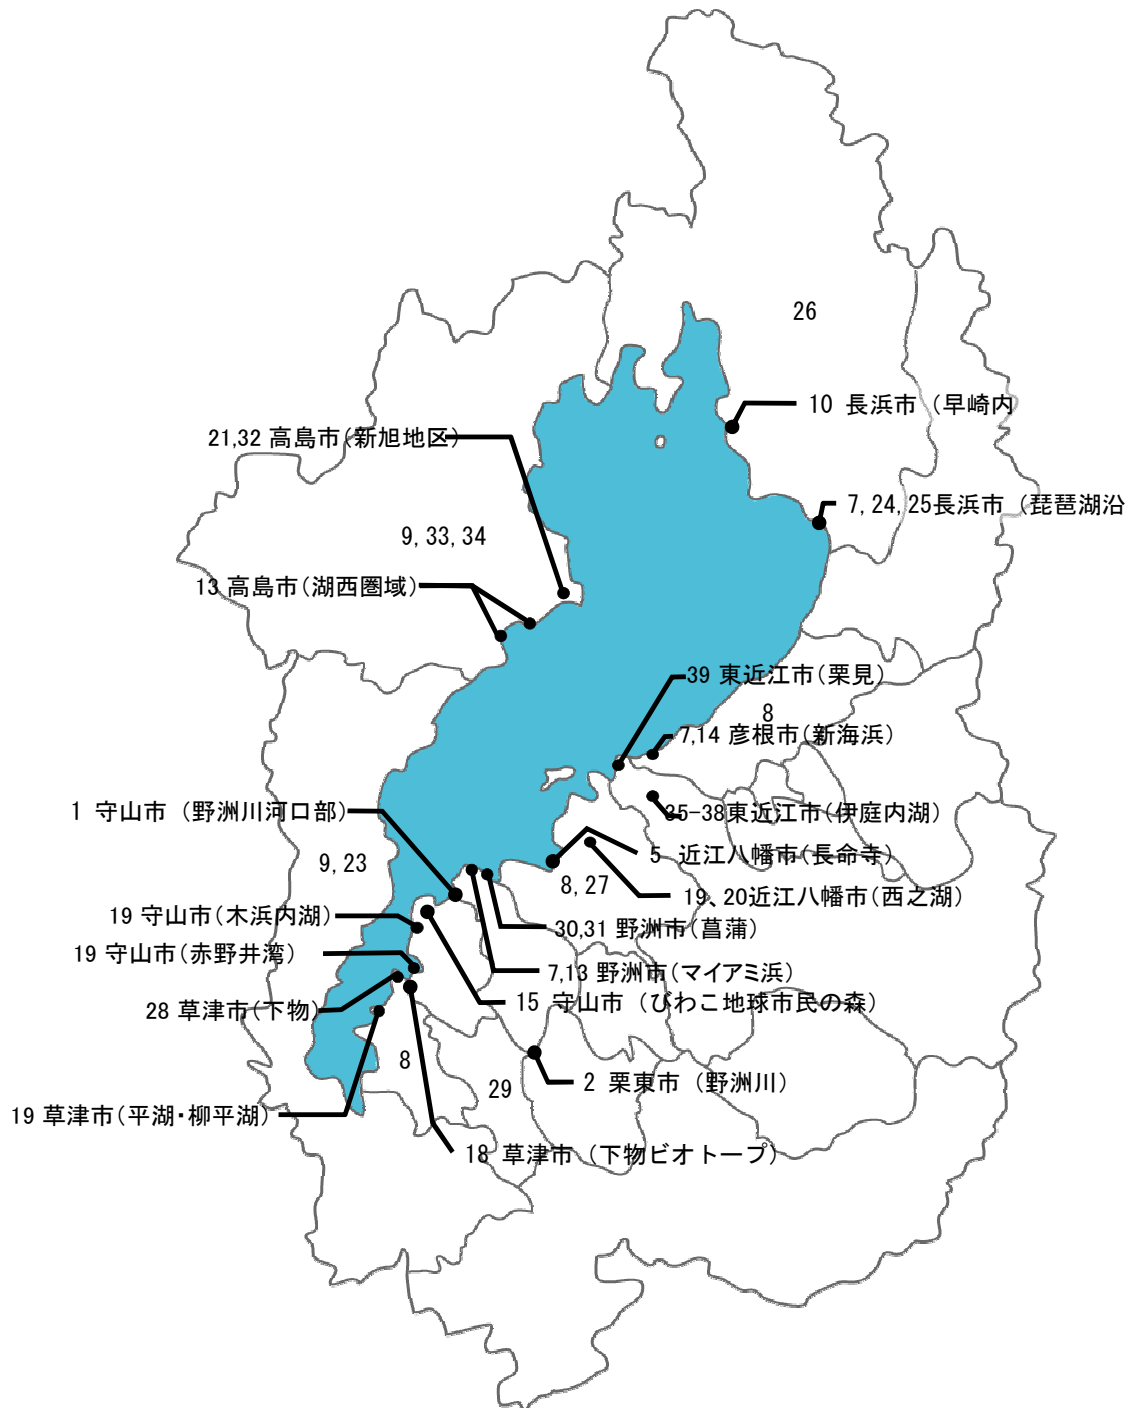 26
10 長浜市 (早崎内
21,32 高島市(新旭地区)
7,24,25長浜市 (琵琶湖沿
9,33,34
13 高島市(湖西圏域)
39 東近江市(栗見)
8
7,14 彦根市(新海浜)
1 守山市 (野洲川河口部)
35-38東近江市(伊庭内湖)
9,23
5 近江八幡市(長命寺)
8,27
19、20近江八幡市(西之湖)
19 守山市(木浜内湖)
30,31 野洲市(菖蒲)
19 守山市(赤野井湾)
7,13 野洲市(マイアミ浜)
28 草津市(下物)
15 守山市 (びわこ地球市民の森)
8
29
2 栗東市 (野洲川)
19 草津市(平湖・柳平湖)
18 草津市 (下物ビオトープ)